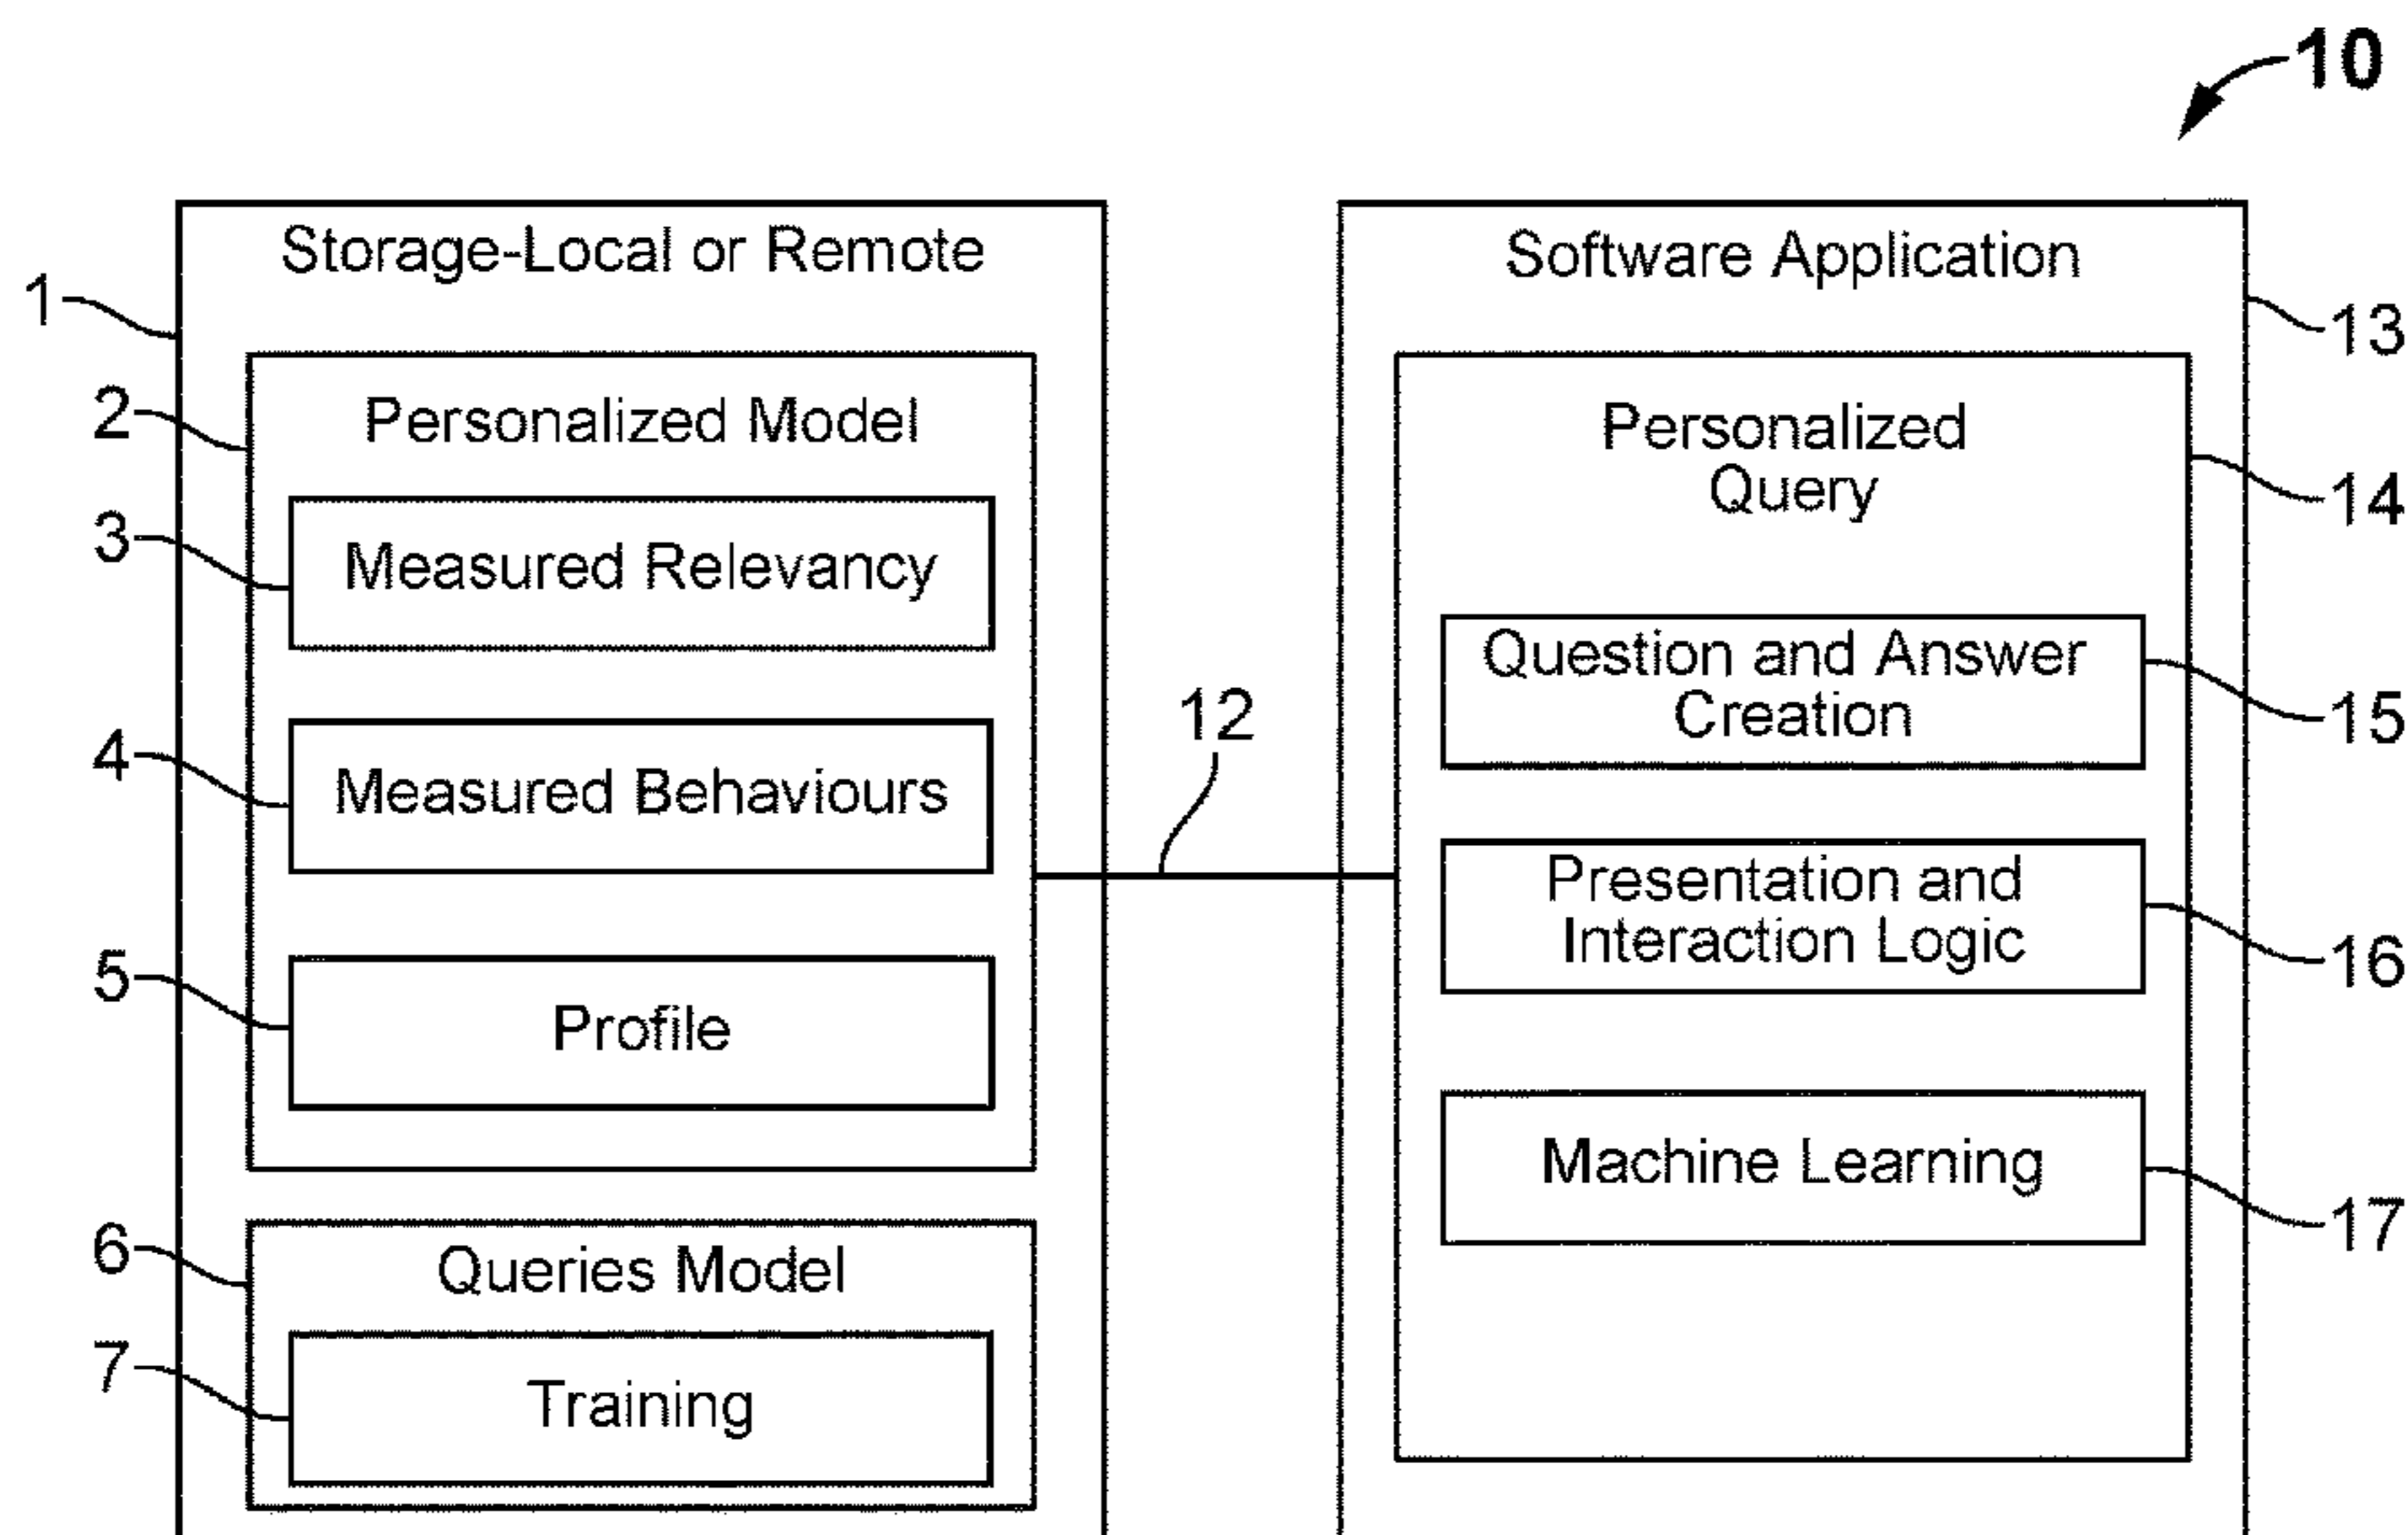 10
Storage-Local or Remote
1
2
Personalized Model
3
Measured Relevancy
4
Measured Behaviours
5
Profile
6
Queries Model
7
Training
12
Software Application
13
Personalized
Query
14
Question and Answer
Creation
15
Presentation and
Interaction Logic
16
Machine Learning
17